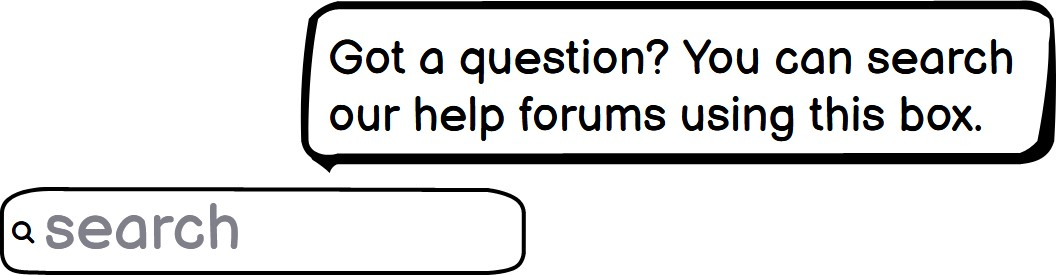 Got a question? You can search
our help forums using this box.
search